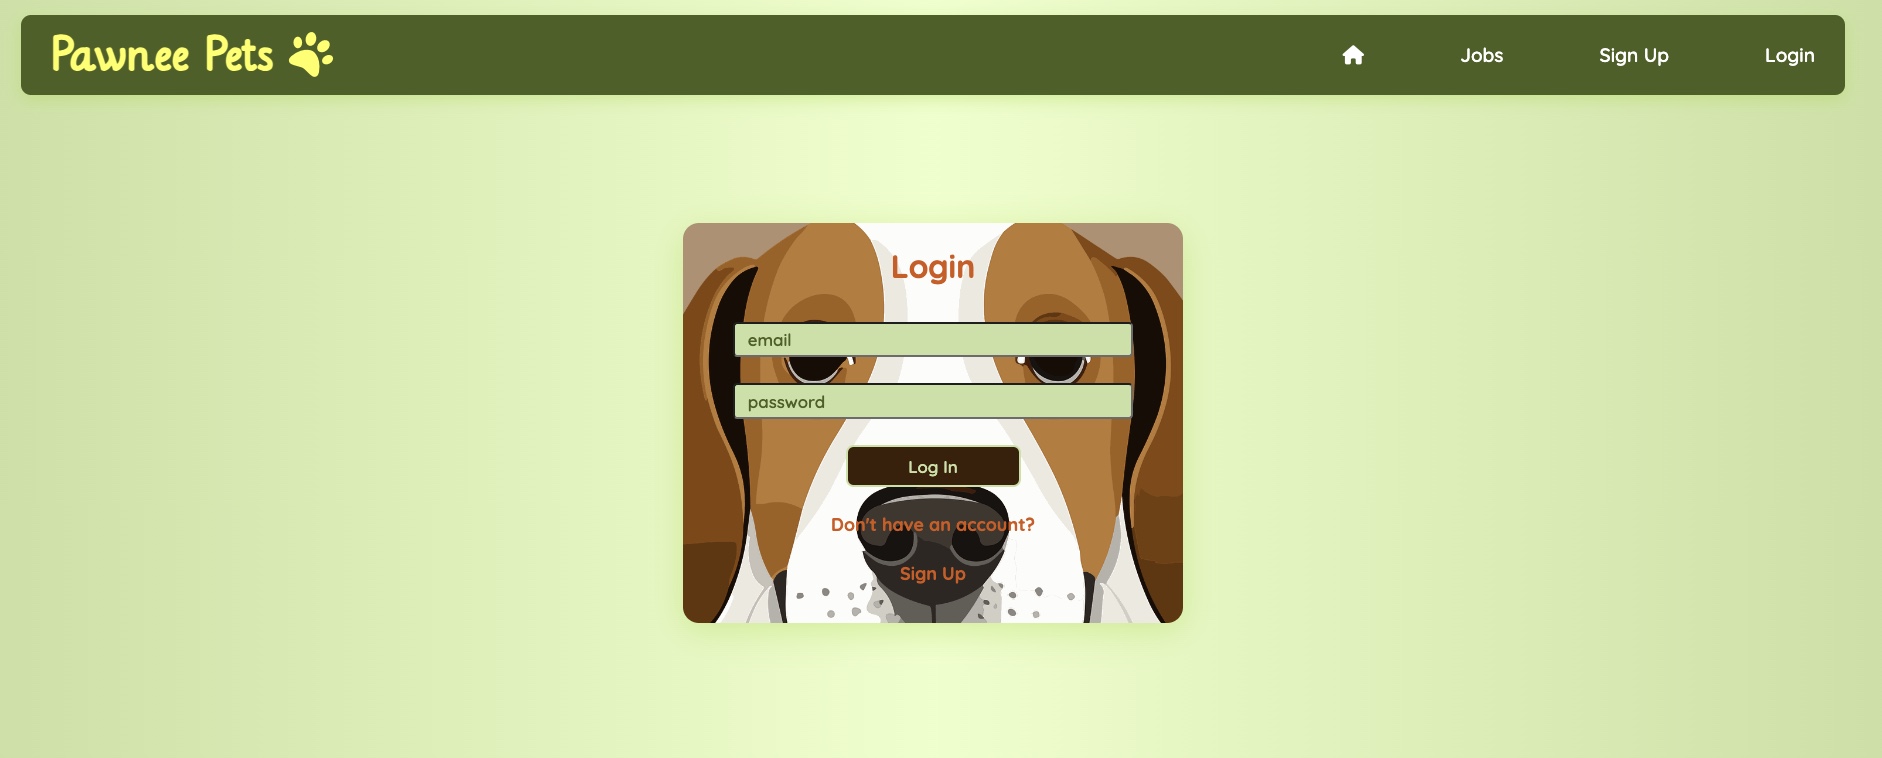 Pawnee Pets
Jobs
Sign Up
Login
Login
email
password
Log In
Don't have an account?
Sign Up